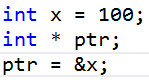 int x = 100;
int * ptr;
ptr = &x;